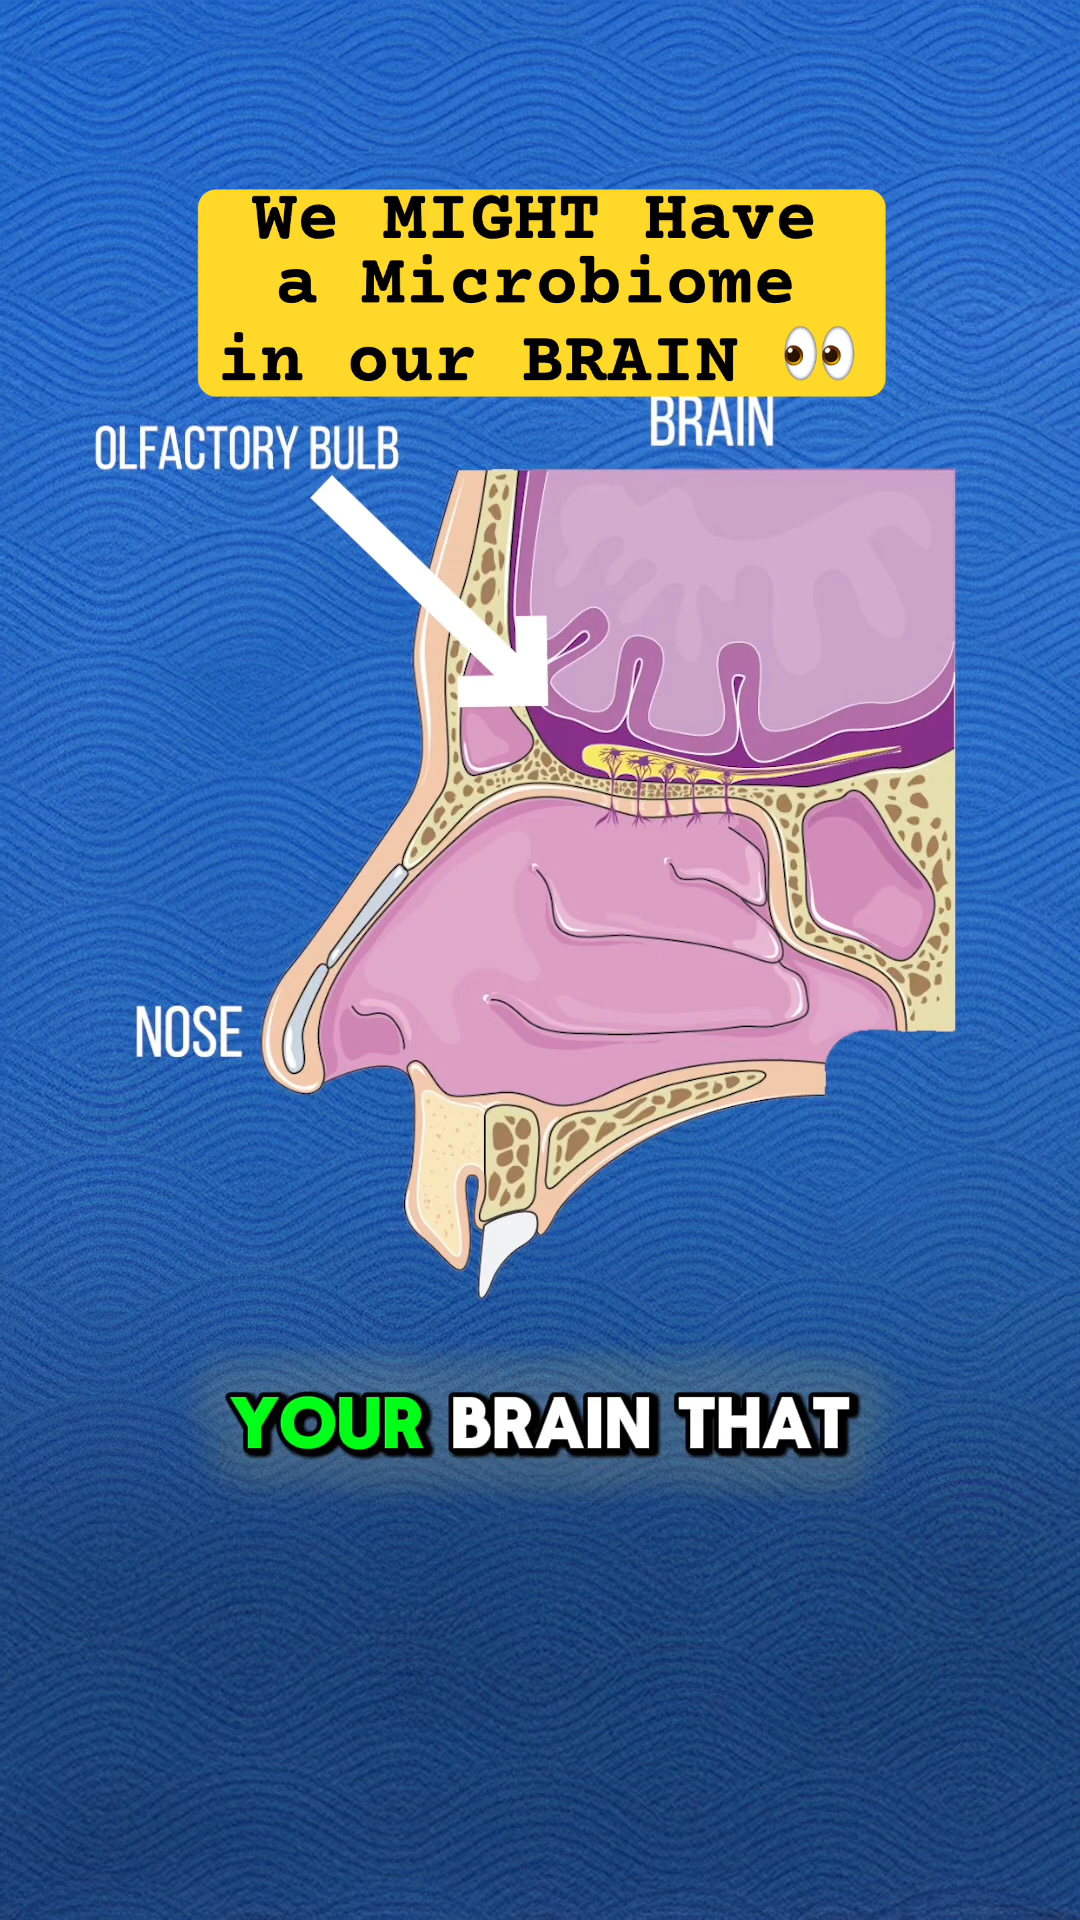 We MIGHT Have
a Microbiome
in our BRAIN 👀
BRAIN
OLFACTORY BULB
NOSE
YOUR BRAIN THAT